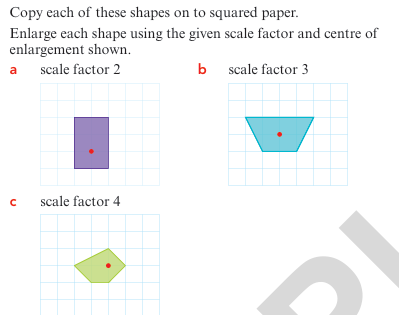 Copy each of these shapes on to squared paper.
Enlarge each shape using the given scale factor and centre of
enlargement shown.
a scale factor 2
b scale factor 3
c scale factor 4